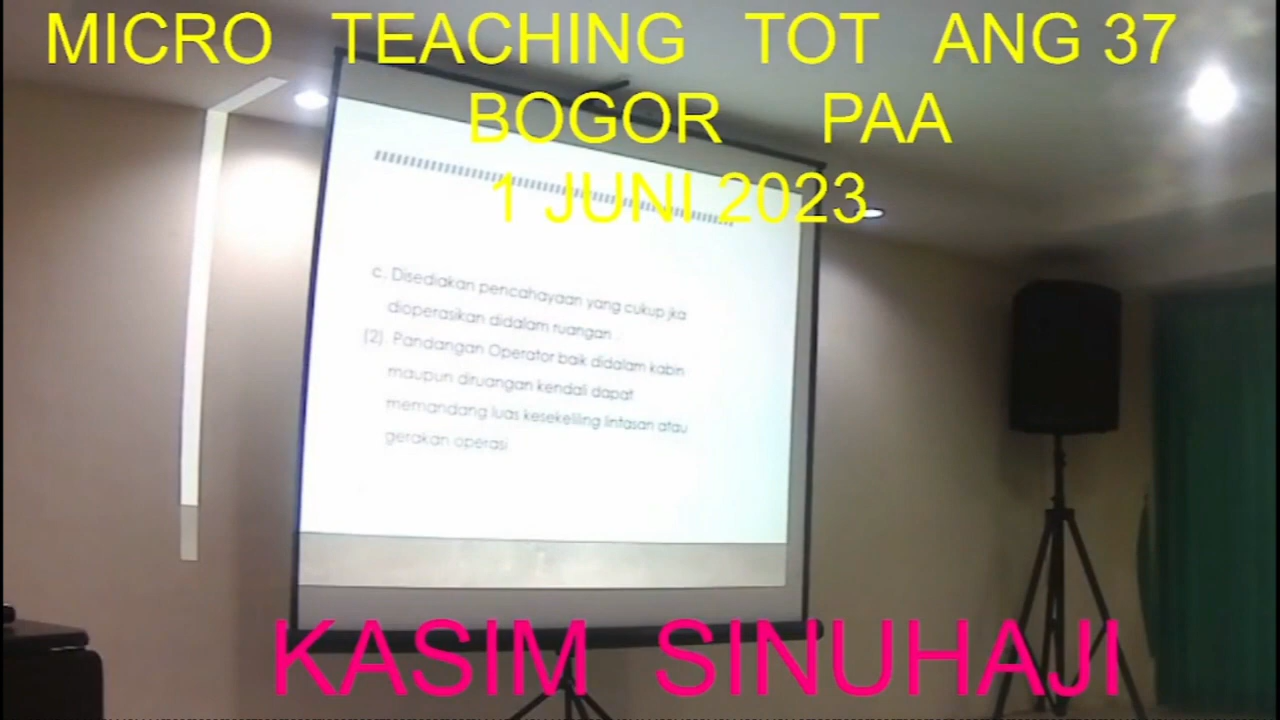 MICRO TEACHING TOT ANG 37
BOGOR PAA
1 JUNI 2023
c. Disediakan pencahayaan yang cukup jka
dioperasikan didalam ruangan .
(2). Pandangan Operator baik didalam kabin
maupun diruangan kendali dapat
memandang luas kesekeliling lintasan atau
gerakan operasi
KASIM SINUHAJI